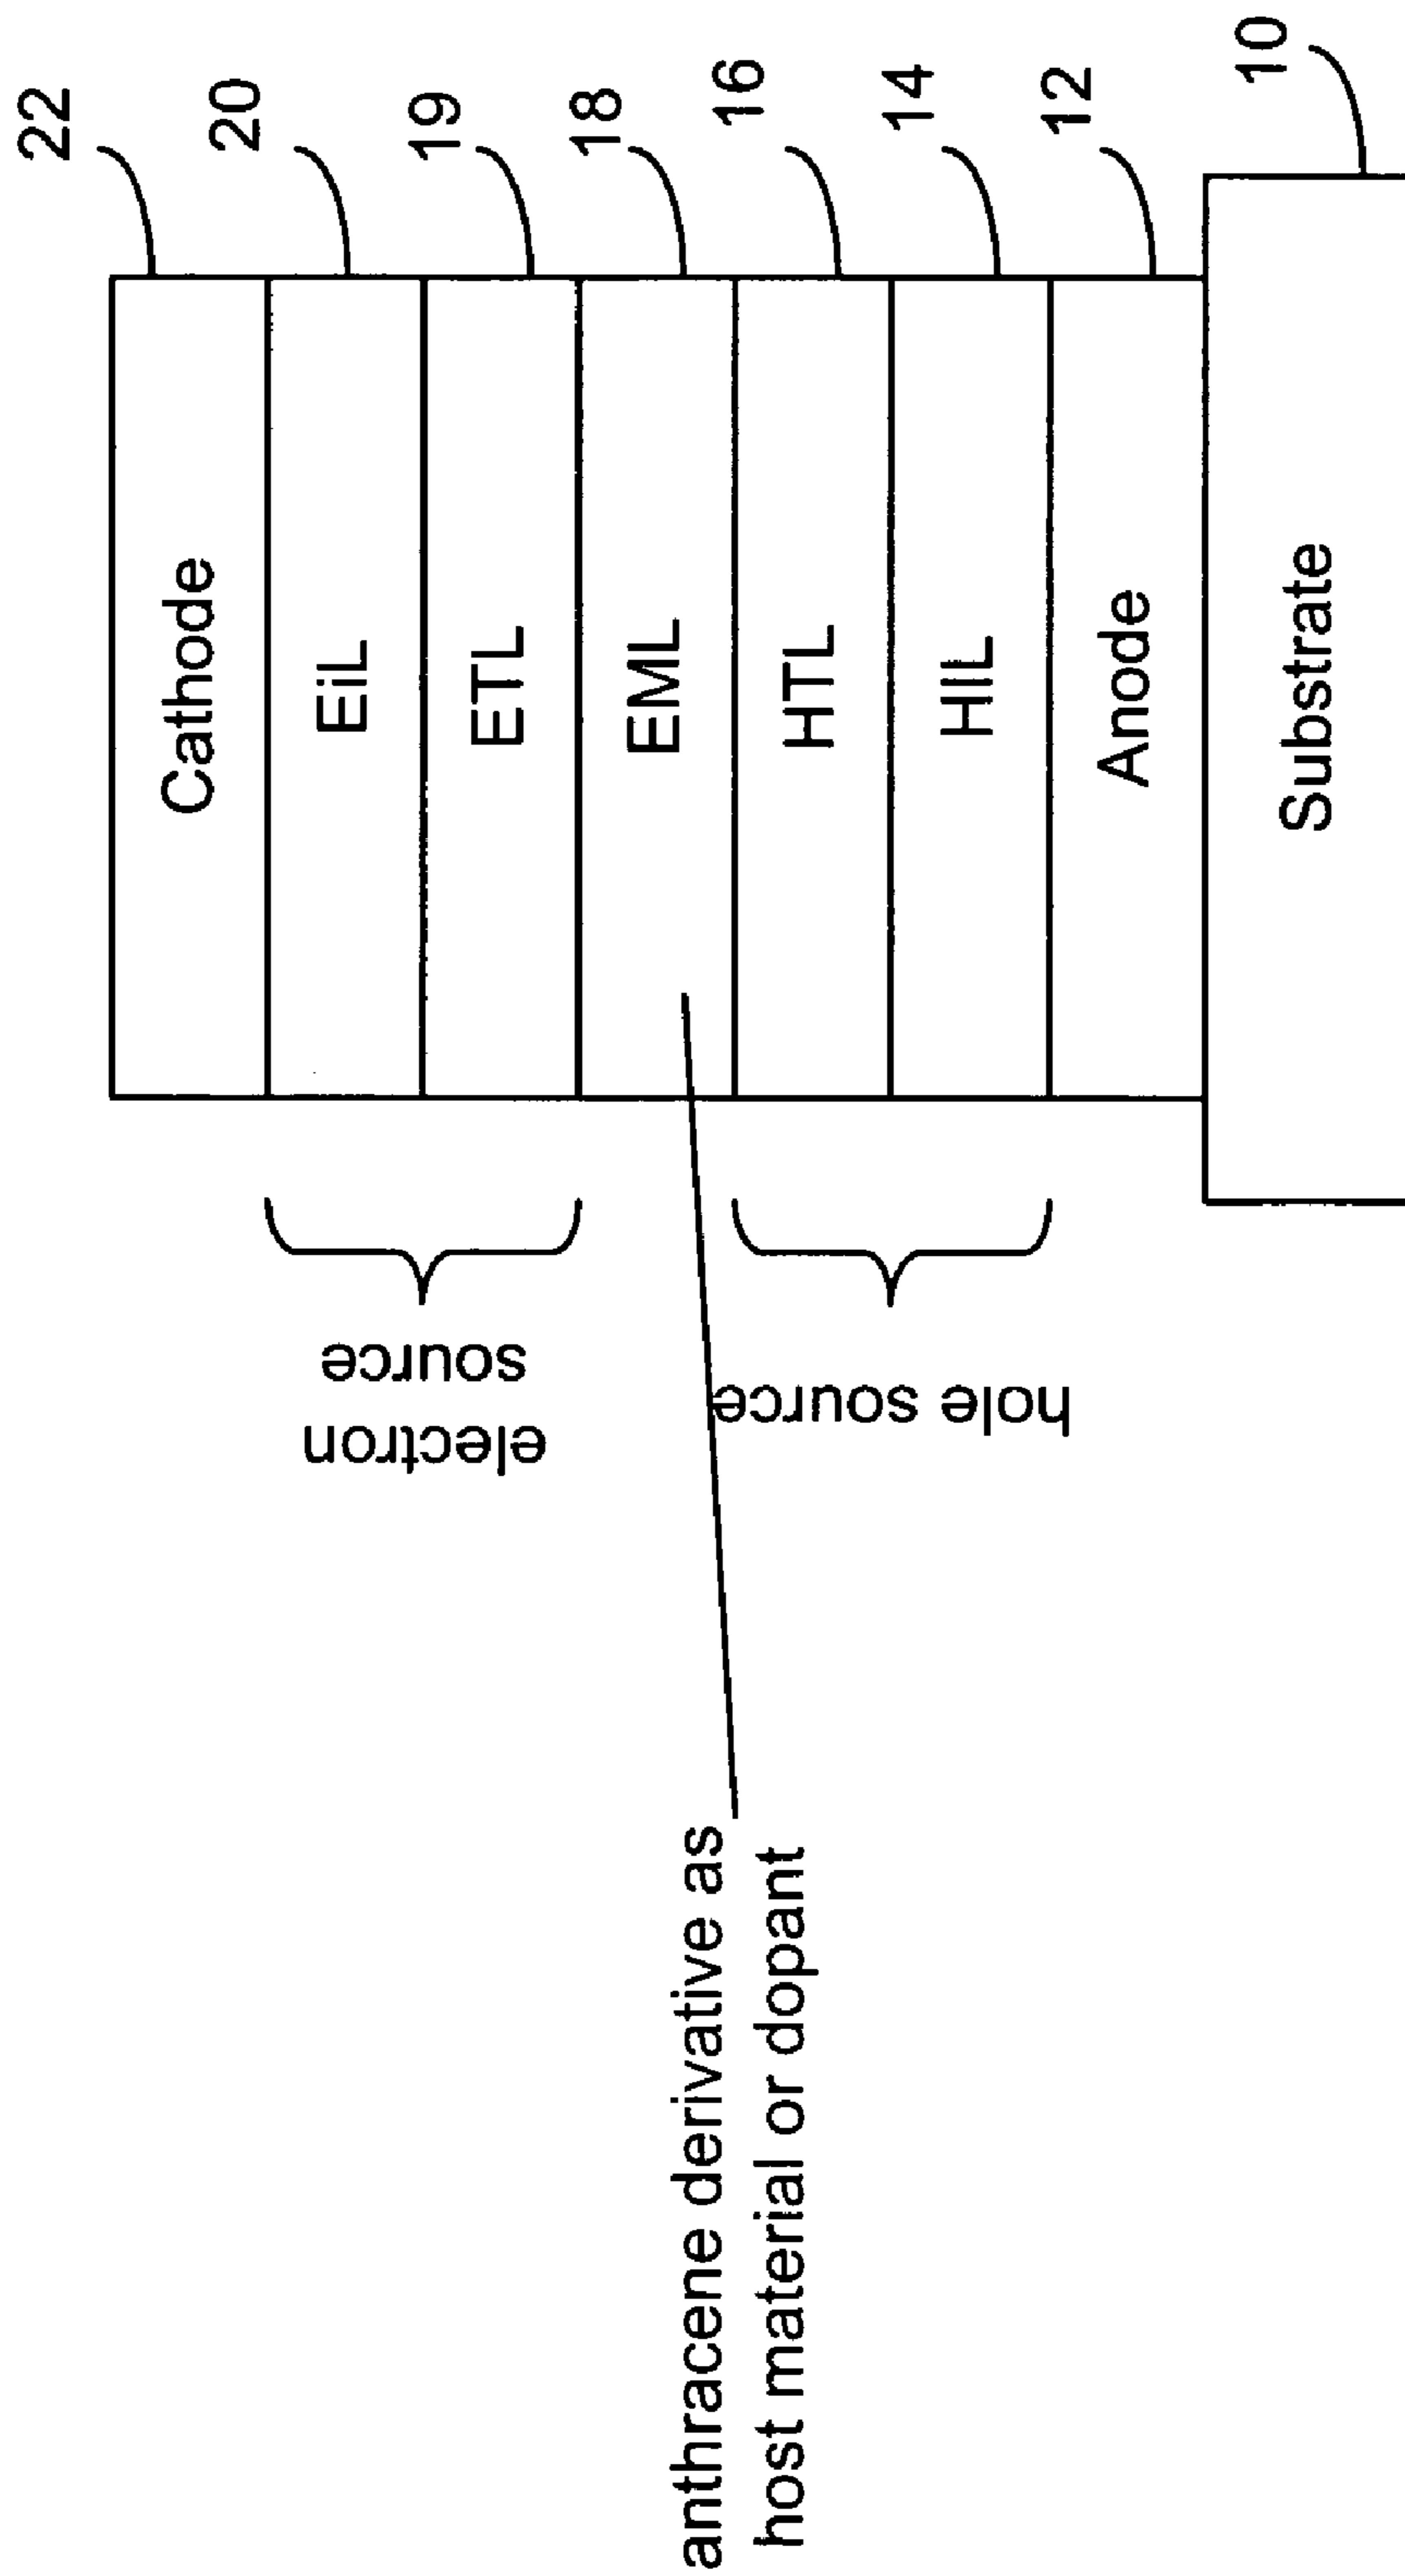 22
Cathode
20
EiL
19
ETL
18
EML
16
HTL
14
HIL
12
Anode
10
Substrate
electron
source
hole source
anthracene derivative as
host material or dopant